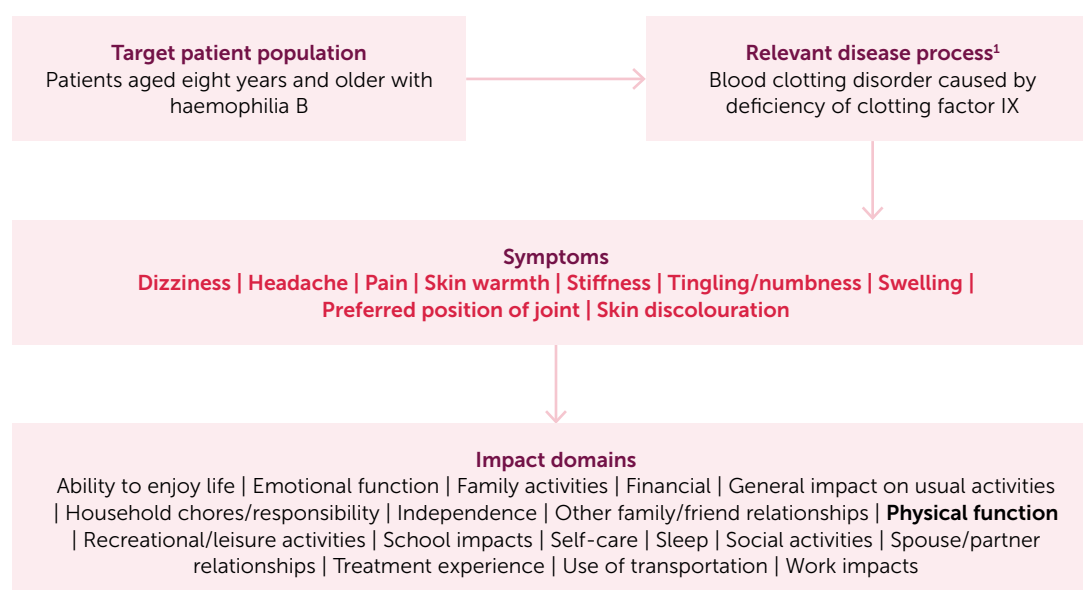 Target patient population
Patients aged eight years and older with
haemophilia B
Relevant disease process¹
Blood clotting disorder caused by
deficiency of clotting factor IX
Symptoms
Dizziness | Headache | Pain | Skin warmth | Stiffness | Tingling/numbness | Swelling |
Preferred position of joint | Skin discolouration
Impact domains
Ability to enjoy life | Emotional function | Family activities | Financial | General impact on usual activities
| Household chores/responsibility | Independence | Other family/friend relationships | Physical function
| Recreational/leisure activities | School impacts | Self-care | Sleep | Social activities | Spouse/partner
relationships | Treatment experience | Use of transportation | Work impacts